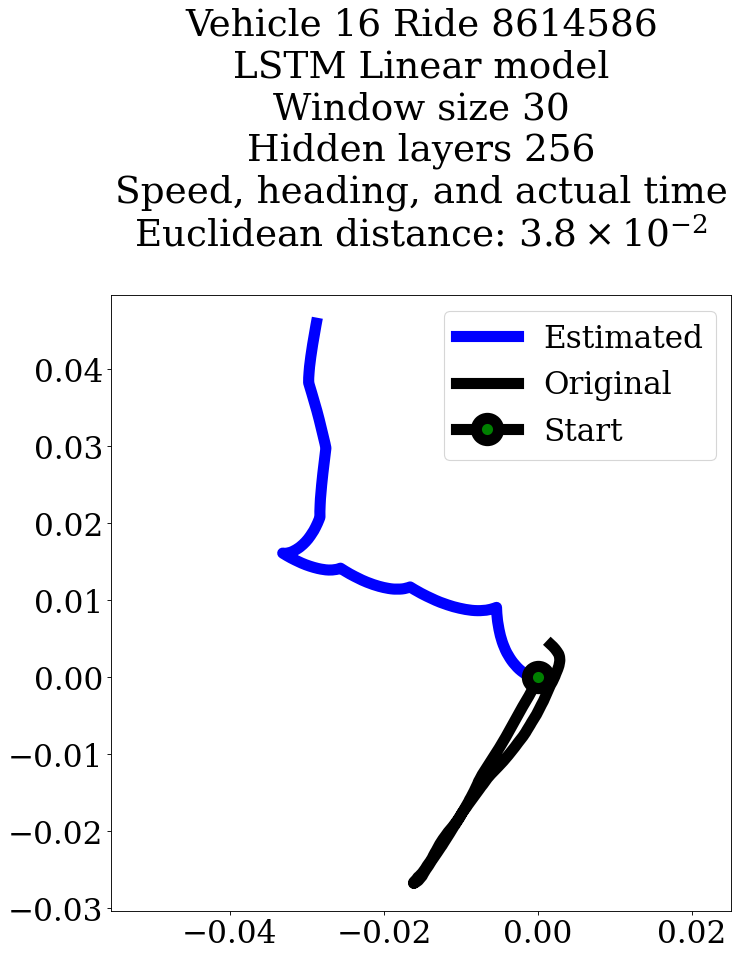 Vehicle 16 Ride 8614586
LSTM Linear model
Window size 30
Hidden layers 256
Speed, heading, and actual time
Euclidean distance: 3.8 × 10⁻²
Estimated
Original
Start
0.04
0.03
0.02
0.01
0.00
−0.01
−0.02
−0.03
−0.04
−0.02
0.00
0.02